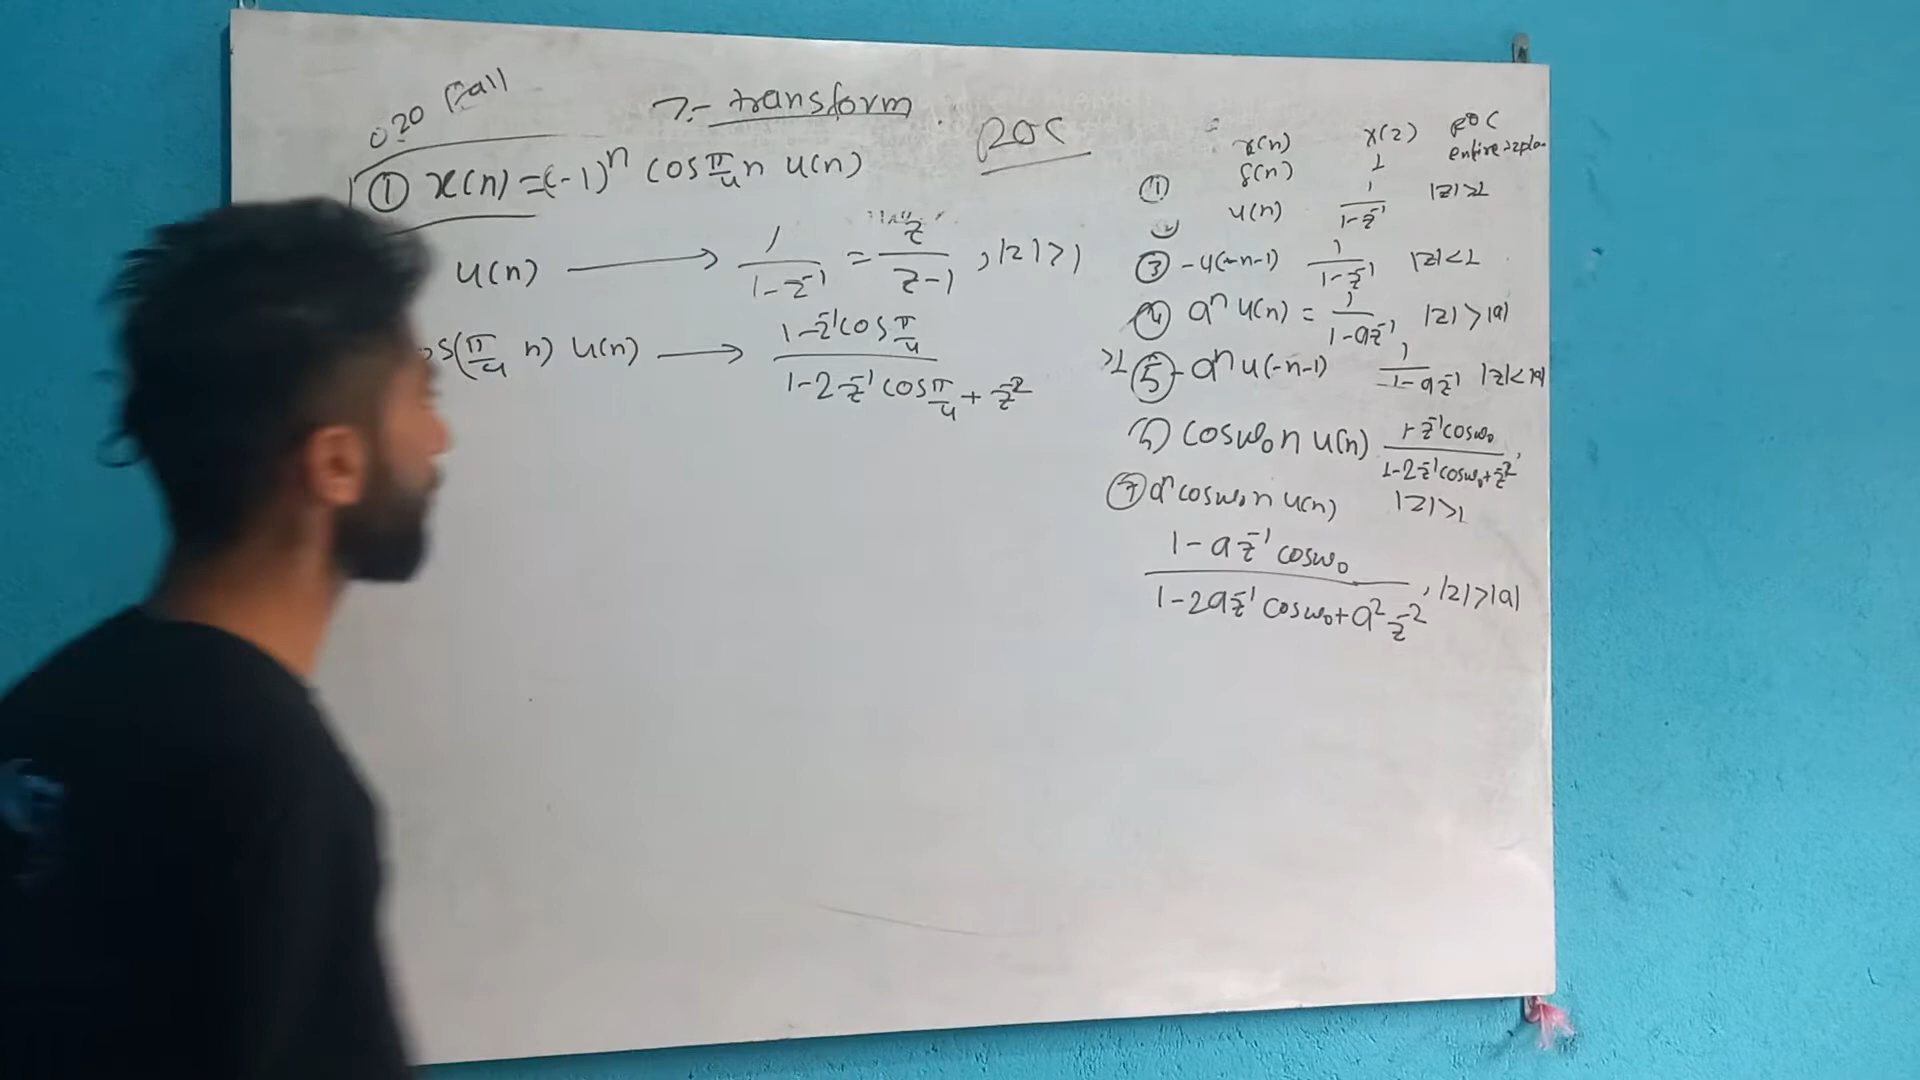 020 Fall
Z-transform
ROC
① x(n)=(-1)^n cos π/4 n u(n)
u(n) → 1/(1-z^-1) = z/(z-1), |z|>1
os(π/4 n) u(n) → (1-z^-1 cos π/4)/(1-2z^-1 cos π/4 + z^-2)
x(n) X(z) ROC
① δ(n) 1 entire z plan
u(n) 1/(1-z^-1) |z|>1
③ -u(-n-1) 1/(1-z^-1) |z|<1
④ a^n u(n) = 1/(1-az^-1) |z|>|a|
⑤ -a^n u(-n-1) 1/(1-az^-1) |z|<|a|
cosω₀n u(n) (1-z^-1 cosω₀)/(1-2z^-1 cosω₀+z^-2),
|z|>1
⑦ a^n cosω₀n u(n)
(1-az^-1 cosω₀)/(1-2az^-1 cosω₀+a^2 z^-2), |z|>|a|